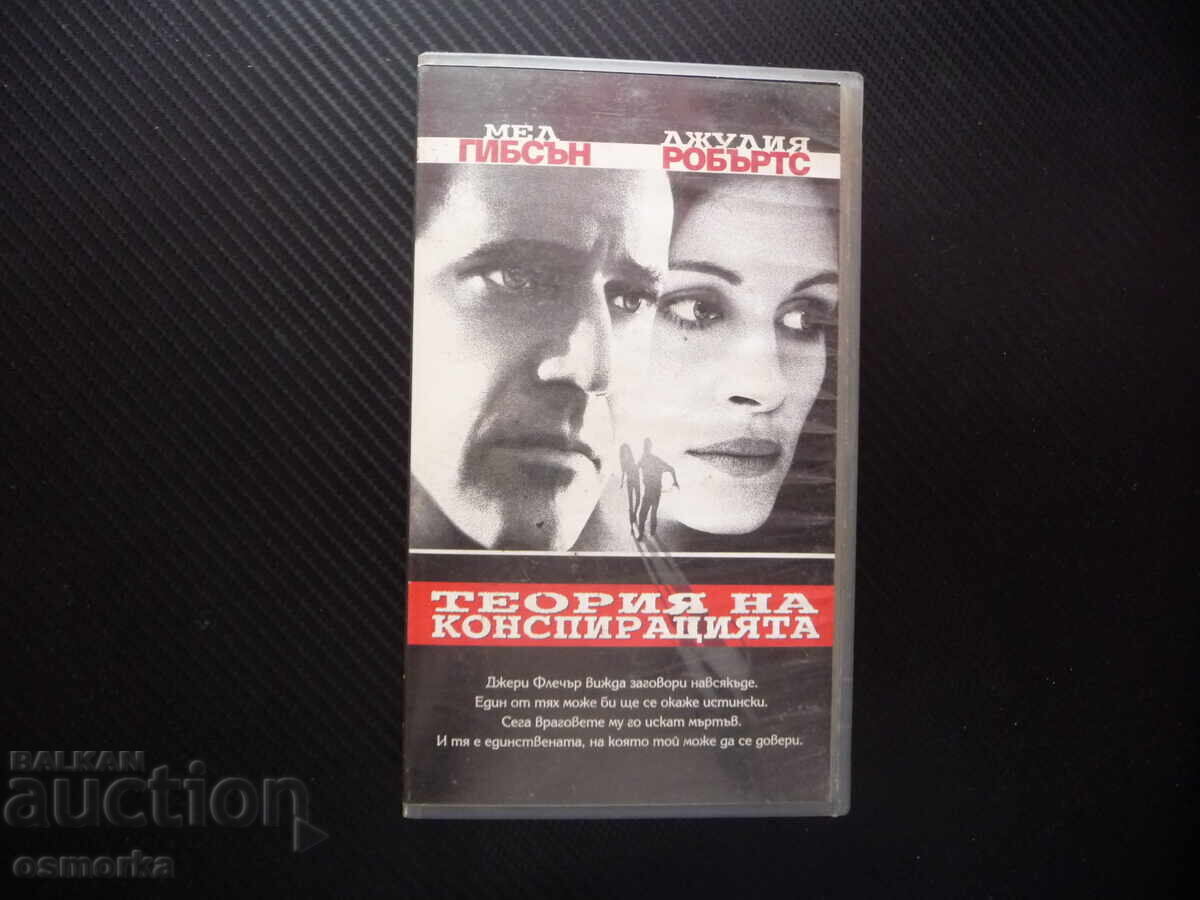 МЕЛ
ГИБСЪН
ДЖУЛИЯ
РОБЪРТС
ТЕОРИЯ НА
КОНСПИРАЦИЯТА
Джери Флечър вижда заговори навсякъде.
Един от тях може би ще се окаже истински.
Сега враговете му го искат мъртъв.
И тя е единствената, на която той може да се довери.
BALKAN
auction
osmorka